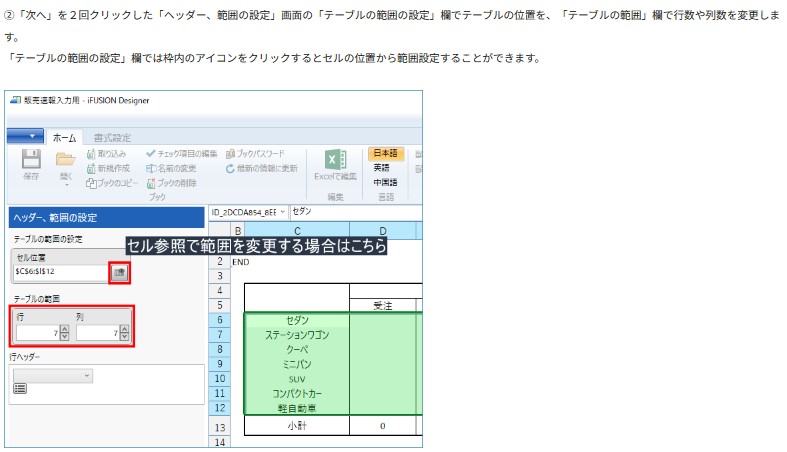 ②「次へ」を２回クリックした「ヘッダー、範囲の設定」画面の「テーブルの範囲の設定」欄でテーブルの位置を、「テーブルの範囲」欄で行数や列数を変更しま
す。
「テーブルの範囲の設定」欄では枠内のアイコンをクリックするとセルの位置から範囲設定することができます。
販売速報入力用 - iFUSION Designer
ホーム 書式設定
保存 開く 取り込み 新規作成 ブックのコピー チェック項目の編集 名前の変更 ブックの削除 ブックパスワード 最新の情報に更新
ブック
Excelで編集
編集
日本語
英語
中国語
言語
ヘッダー、範囲の設定
テーブルの範囲の設定
セル位置
$C$6:$I$12
テーブルの範囲
行 列
7 7
行ヘッダー
ID_2DCDA854_8EE セダン
B C D
セル参照で範囲を変更する場合はこちら
2 END
3
4
5 受注
6 セダン
7 ステーションワゴン
8 クーペ
9 ミニバン
10 SUV
11 コンパクトカー
12 軽自動車
13 小計 0
14